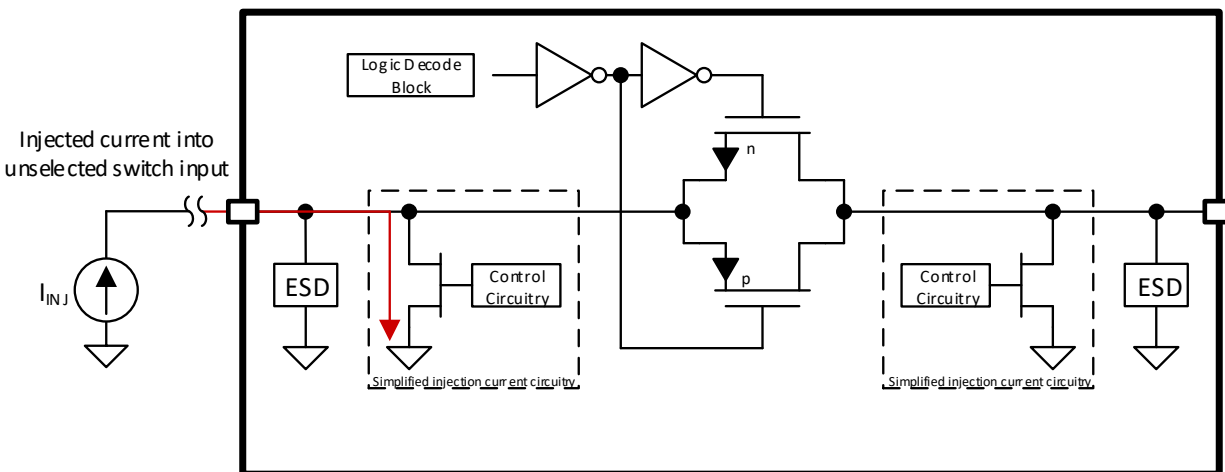 Logic Decode
Block
Injected current into
unselected switch input
n
p
I_INJ
ESD
Control
Circuitry
Simplified injection current circuitry
Control
Circuitry
ESD
Simplified injection current circuitry